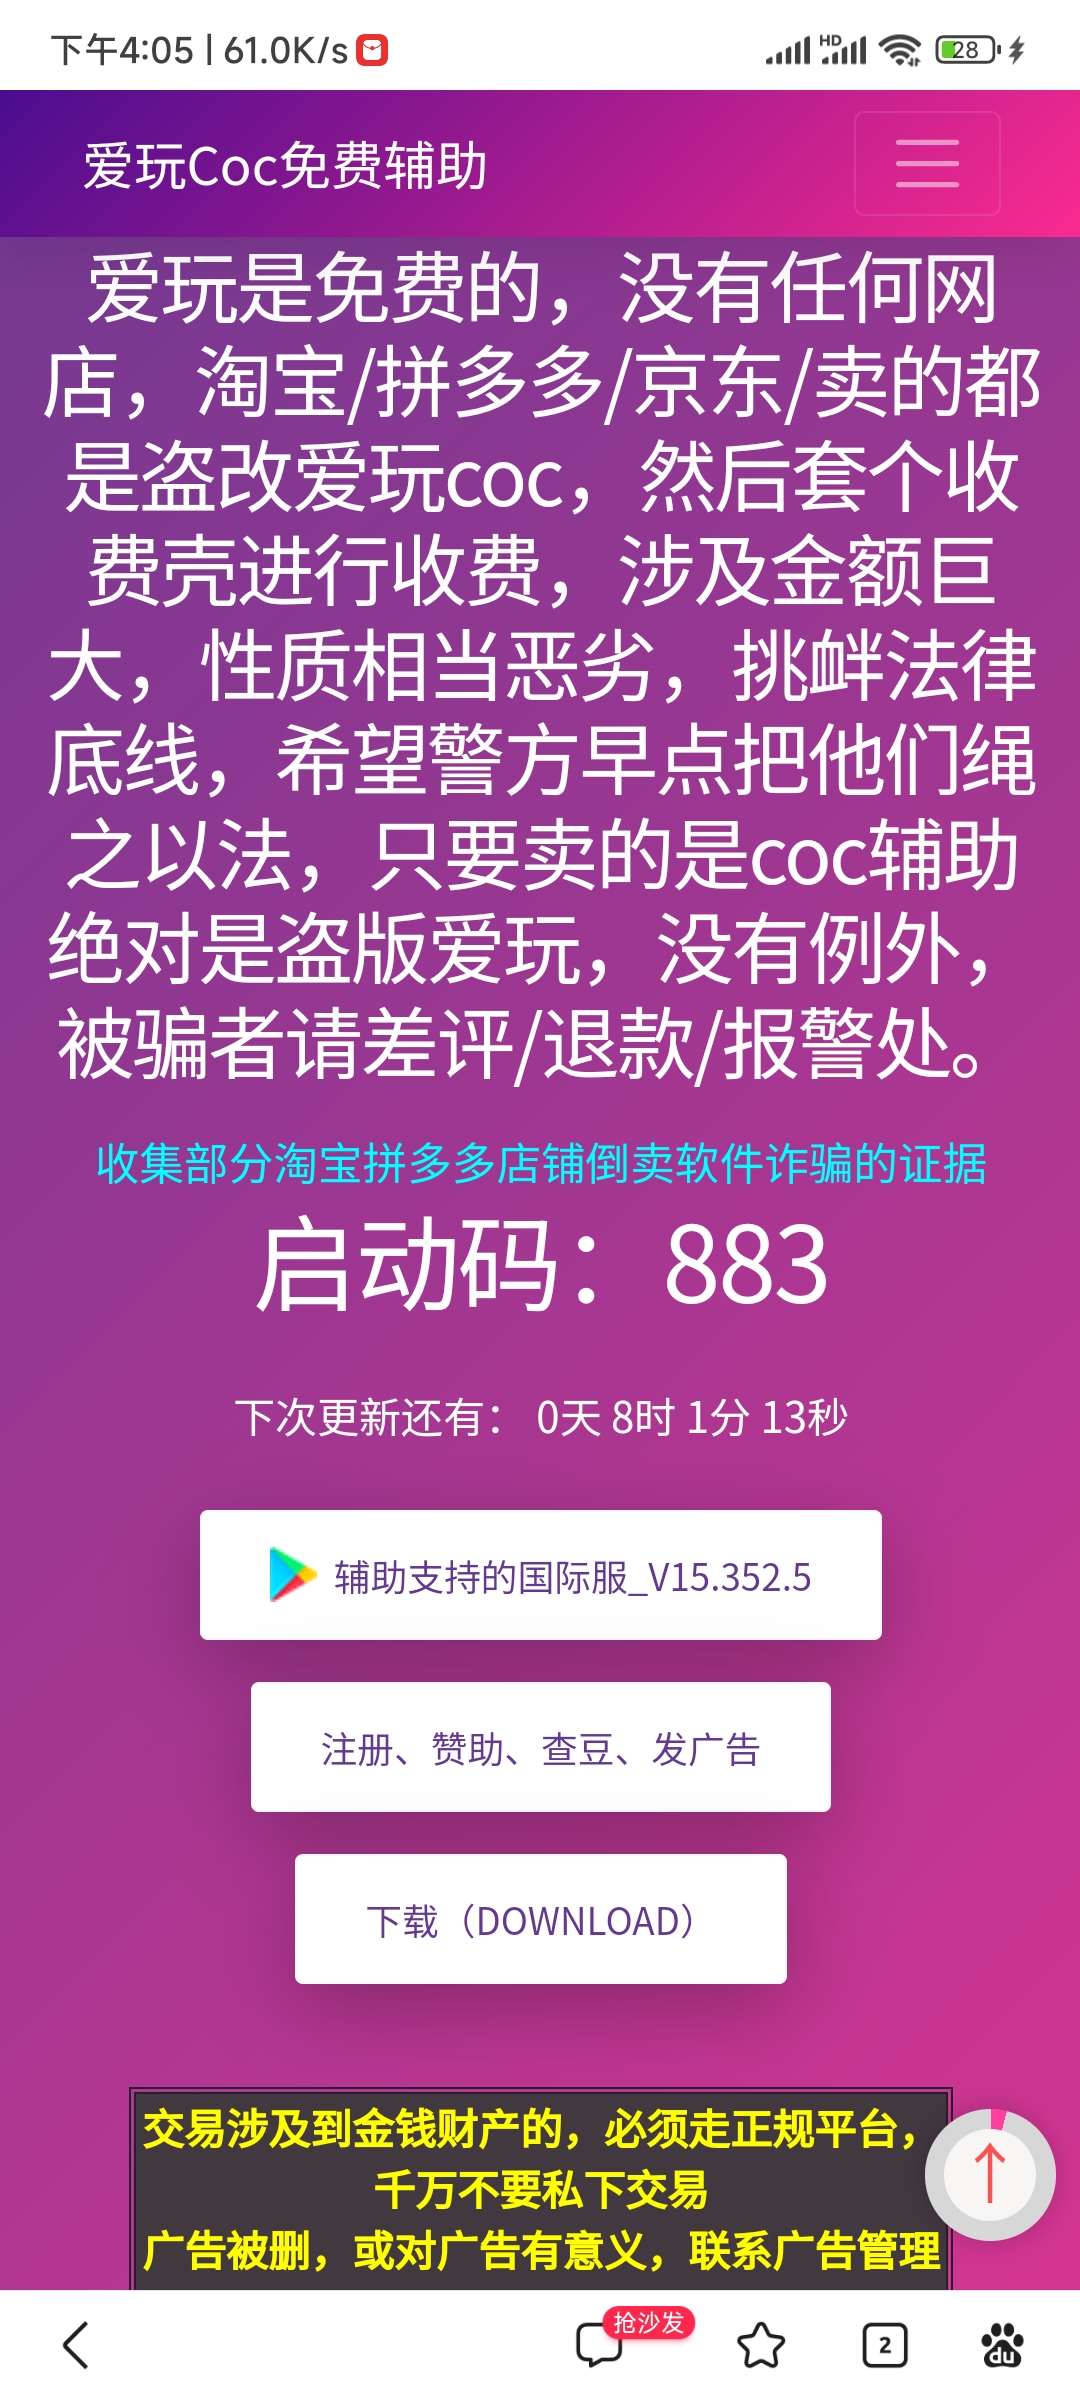 下午4:05 | 61.0K/s
HD
28
爱玩Coc免费辅助
爱玩是免费的，没有任何网
店，淘宝/拼多多/京东/卖的都
是盗改爱玩coc，然后套个收
费壳进行收费，涉及金额巨
大，性质相当恶劣，挑衅法律
底线，希望警方早点把他们绳
之以法，只要卖的是coc辅助
绝对是盗版爱玩，没有例外，
被骗者请差评/退款/报警处。
收集部分淘宝拼多多店铺倒卖软件诈骗的证据
启动码：883
下次更新还有： 0天 8时 1分 13秒
辅助支持的国际服_V15.352.5
注册、赞助、查豆、发广告
下载（DOWNLOAD）
交易涉及到金钱财产的，必须走正规平台，
千万不要私下交易
广告被删，或对广告有意义，联系广告管理
抢沙发
2
du